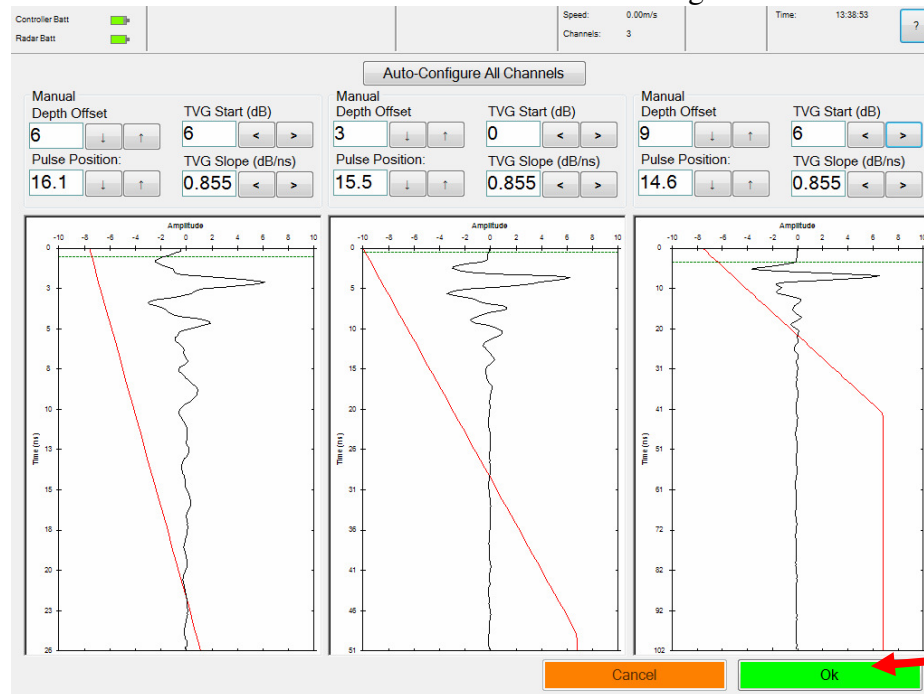 Controller Batt
Radar Batt
Speed: 0.00m/s
Channels: 3
Time: 13:38:53
?
Auto-Configure All Channels
Manual
Depth Offset
TVG Start (dB)
6 ↓ ↑ 6 < >
Pulse Position:
TVG Slope (dB/ns)
16.1 ↓ ↑ 0.855 < >
Manual
Depth Offset
TVG Start (dB)
3 ↓ ↑ 0 < >
Pulse Position:
TVG Slope (dB/ns)
15.5 ↓ ↑ 0.855 < >
Manual
Depth Offset
TVG Start (dB)
9 ↓ ↑ 6 < >
Pulse Position:
TVG Slope (dB/ns)
14.6 ↓ ↑ 0.855 < >
Amplitude
-10 -8 -6 -4 -2 0 2 4 6 8 10
0
3
5
8
10
13
15
18
20
23
26
Time (ns)
Amplitude
-10 -8 -6 -4 -2 0 2 4 6 8 10
0
5
10
15
20
26
31
36
41
46
51
Time (ns)
Amplitude
-10 -8 -6 -4 -2 0 2 4 6 8 10
0
10
20
31
41
51
61
72
82
92
102
Time (ns)
Cancel
Ok